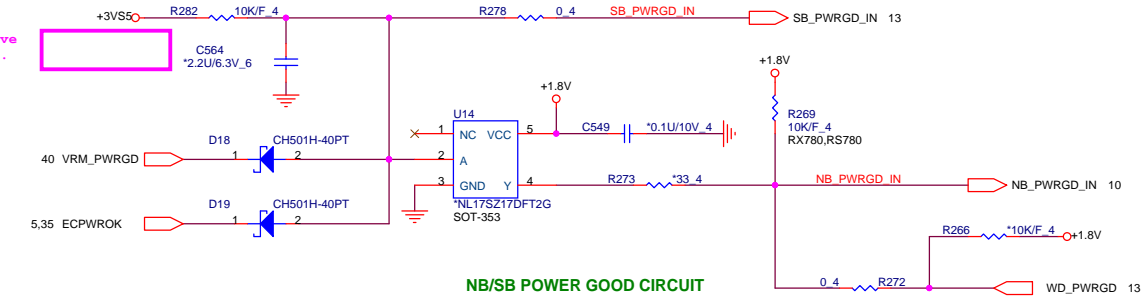 +3VS5
R282
10K/F_4
R278
0_4
SB_PWRGD_IN
SB_PWRGD_IN 13
ve
.
C564
*2.2U/6.3V_6
+1.8V
+1.8V
U14
R269
10K/F_4
RX780,RS780
1
NC
VCC
5
C549
*0.1U/10V_4
D18
CH501H-40PT
40 VRM_PWRGD
1
2
2
A
3
GND
Y
4
R273
*33_4
NB_PWRGD_IN
NB_PWRGD_IN 10
*NL17SZ17DFT2G
SOT-353
D19
CH501H-40PT
5,35 ECPWROK
1
2
R266
*10K/F_4
+1.8V
NB/SB POWER GOOD CIRCUIT
0_4
R272
WD_PWRGD 13